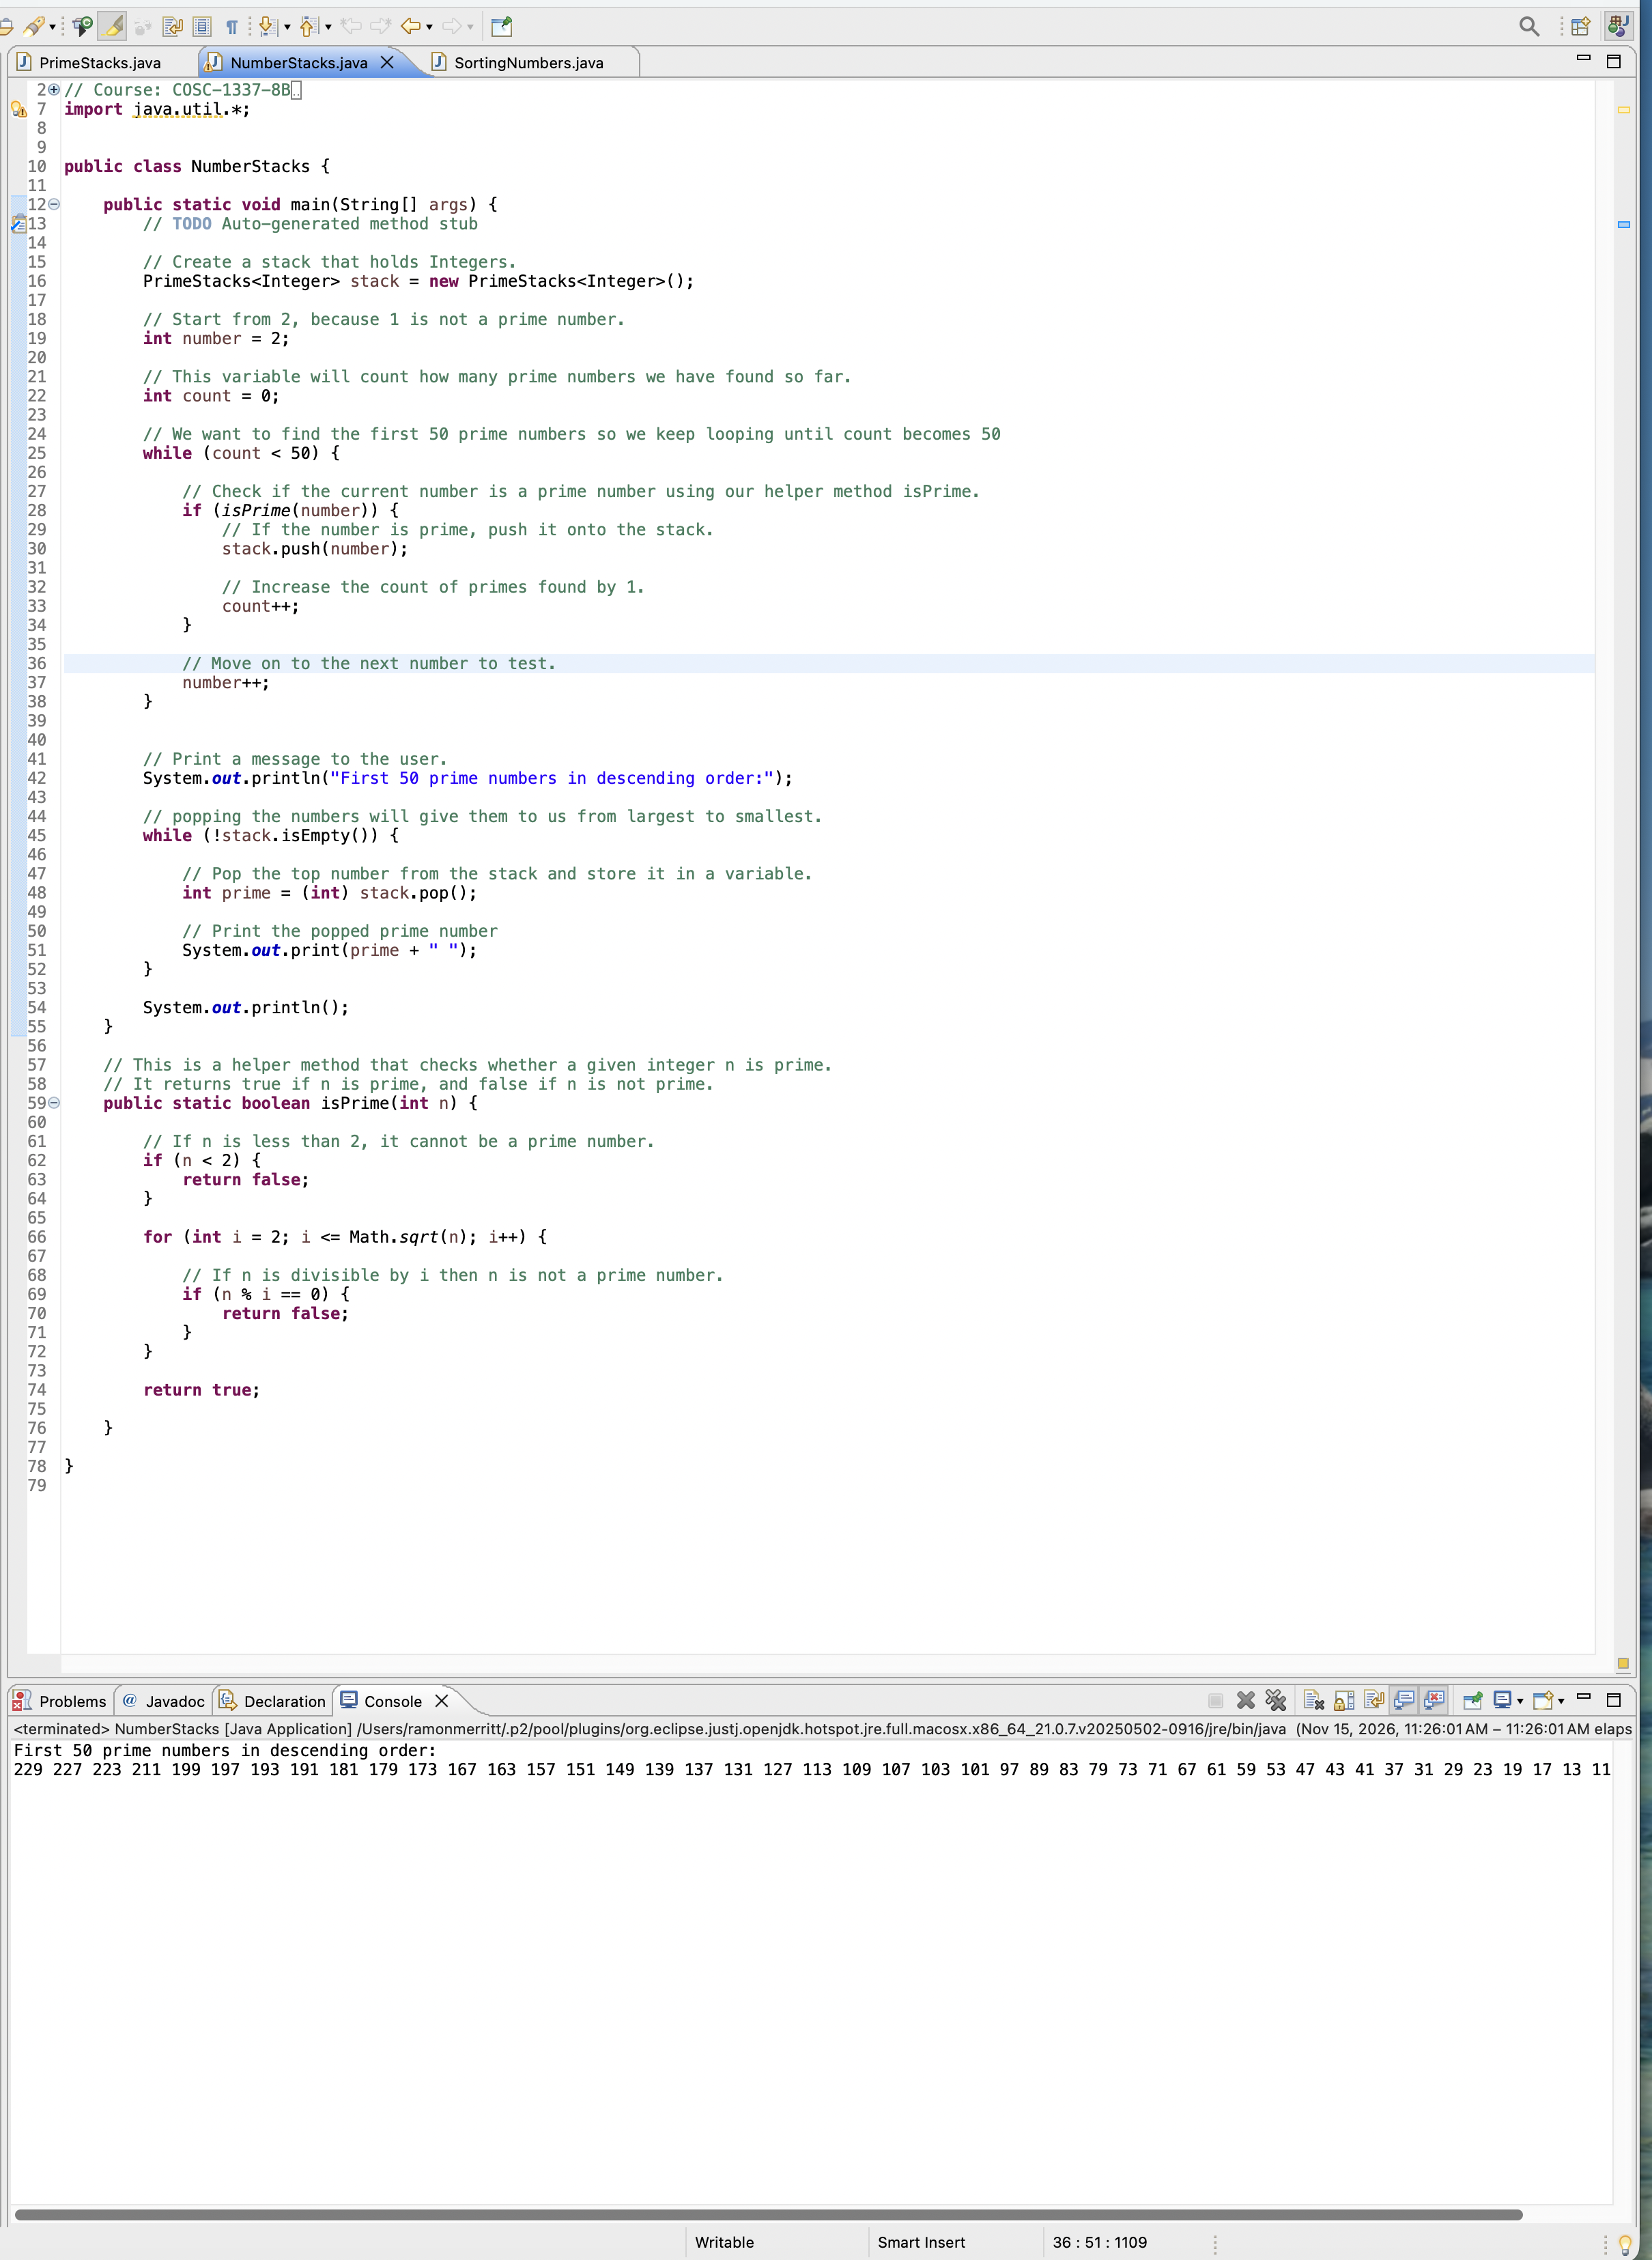 PrimeStacks.java NumberStacks.java SortingNumbers.java
2 // Course: COSC-1337-8B
7 import java.util.*;
8
9
10 public class NumberStacks {
11
12     public static void main(String[] args) {
13         // TODO Auto-generated method stub
14
15         // Create a stack that holds Integers.
16         PrimeStacks<Integer> stack = new PrimeStacks<Integer>();
17
18         // Start from 2, because 1 is not a prime number.
19         int number = 2;
20
21         // This variable will count how many prime numbers we have found so far.
22         int count = 0;
23
24         // We want to find the first 50 prime numbers so we keep looping until count becomes 50
25         while (count < 50) {
26
27             // Check if the current number is a prime number using our helper method isPrime.
28             if (isPrime(number)) {
29                 // If the number is prime, push it onto the stack.
30                 stack.push(number);
31
32                 // Increase the count of primes found by 1.
33                 count++;
34             }
35
36             // Move on to the next number to test.
37             number++;
38         }
39
40
41         // Print a message to the user.
42         System.out.println("First 50 prime numbers in descending order:");
43
44         // popping the numbers will give them to us from largest to smallest.
45         while (!stack.isEmpty()) {
46
47             // Pop the top number from the stack and store it in a variable.
48             int prime = (int) stack.pop();
49
50             // Print the popped prime number
51             System.out.print(prime + " ");
52         }
53
54         System.out.println();
55     }
56
57     // This is a helper method that checks whether a given integer n is prime.
58     // It returns true if n is prime, and false if n is not prime.
59     public static boolean isPrime(int n) {
60
61         // If n is less than 2, it cannot be a prime number.
62         if (n < 2) {
63             return false;
64         }
65
66         for (int i = 2; i <= Math.sqrt(n); i++) {
67
68             // If n is divisible by i then n is not a prime number.
69             if (n % i == 0) {
70                 return false;
71             }
72         }
73
74         return true;
75
76     }
77
78 }
79
Problems Javadoc Declaration Console
<terminated> NumberStacks [Java Application] /Users/ramonmerritt/.p2/pool/plugins/org.eclipse.justj.openjdk.hotspot.jre.full.macosx.x86_64_21.0.7.v20250502-0916/jre/bin/java (Nov 15, 2026, 11:26:01 AM – 11:26:01 AM elaps
First 50 prime numbers in descending order:
229 227 223 211 199 197 193 191 181 179 173 167 163 157 151 149 139 137 131 127 113 109 107 103 101 97 89 83 79 73 71 67 61 59 53 47 43 41 37 31 29 23 19 17 13 11
Writable Smart Insert 36 : 51 : 1109